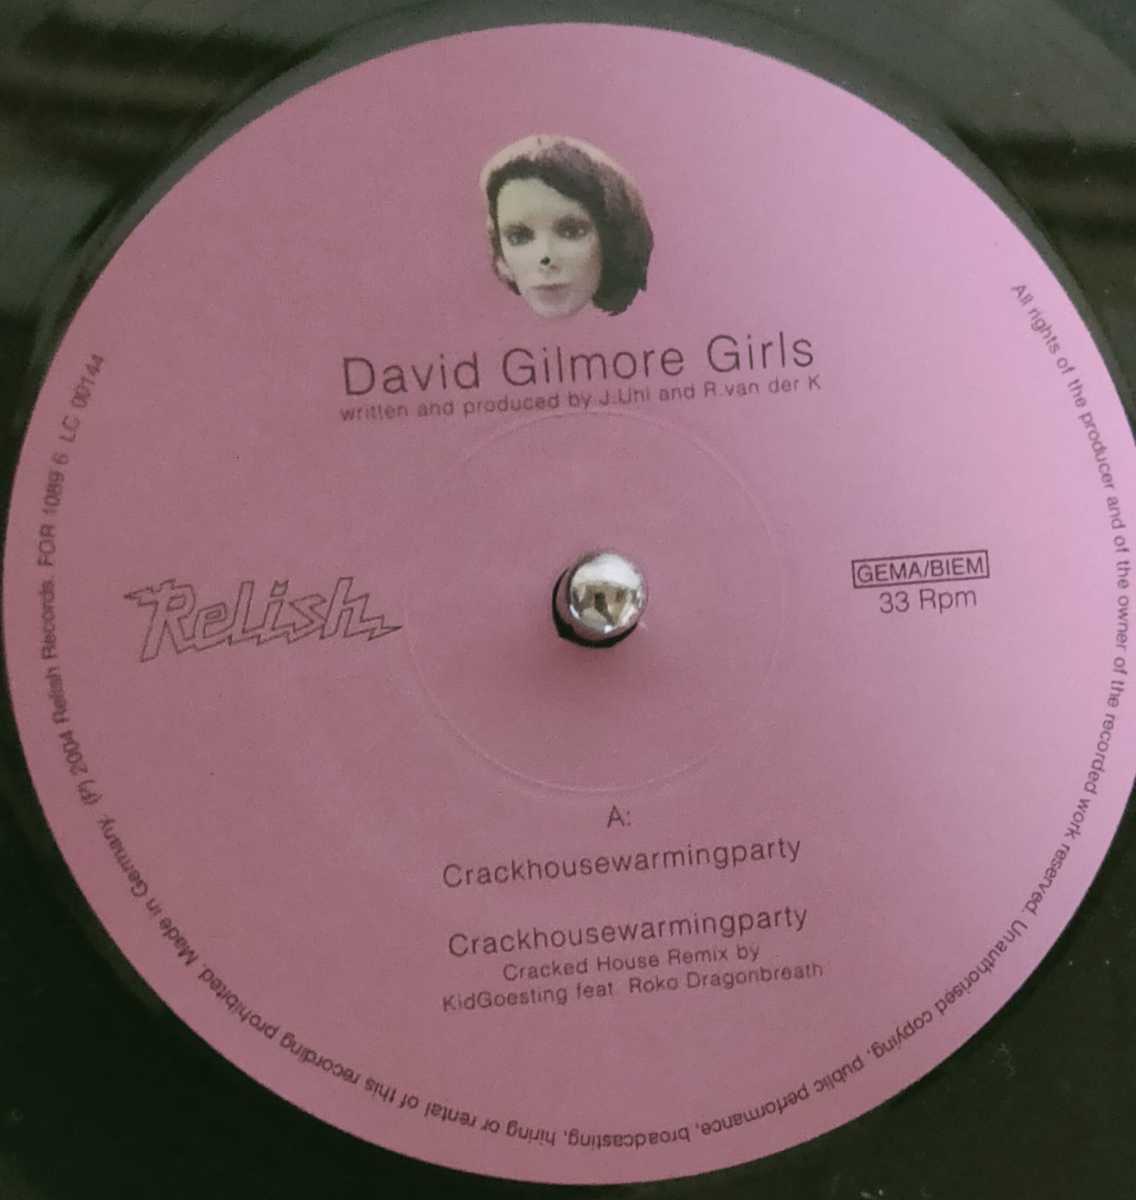 David Gilmore Girls
written and produced by J.Uhl and R.van der K
Relish
GEMA/BIEM
33 Rpm
A:
Crackhousewarmingparty
Crackhousewarmingparty
Cracked House Remix by
KidGoesting feat. Roko Dragonbreath
All rights of the producer and of the owner of the recorded work reserved. Unauthorised copying, public performance, broadcasting, hiring or rental of this recording prohibited. Made in Germany. (P) 2004 Relish Records. FOR 1089 6 LC 00144